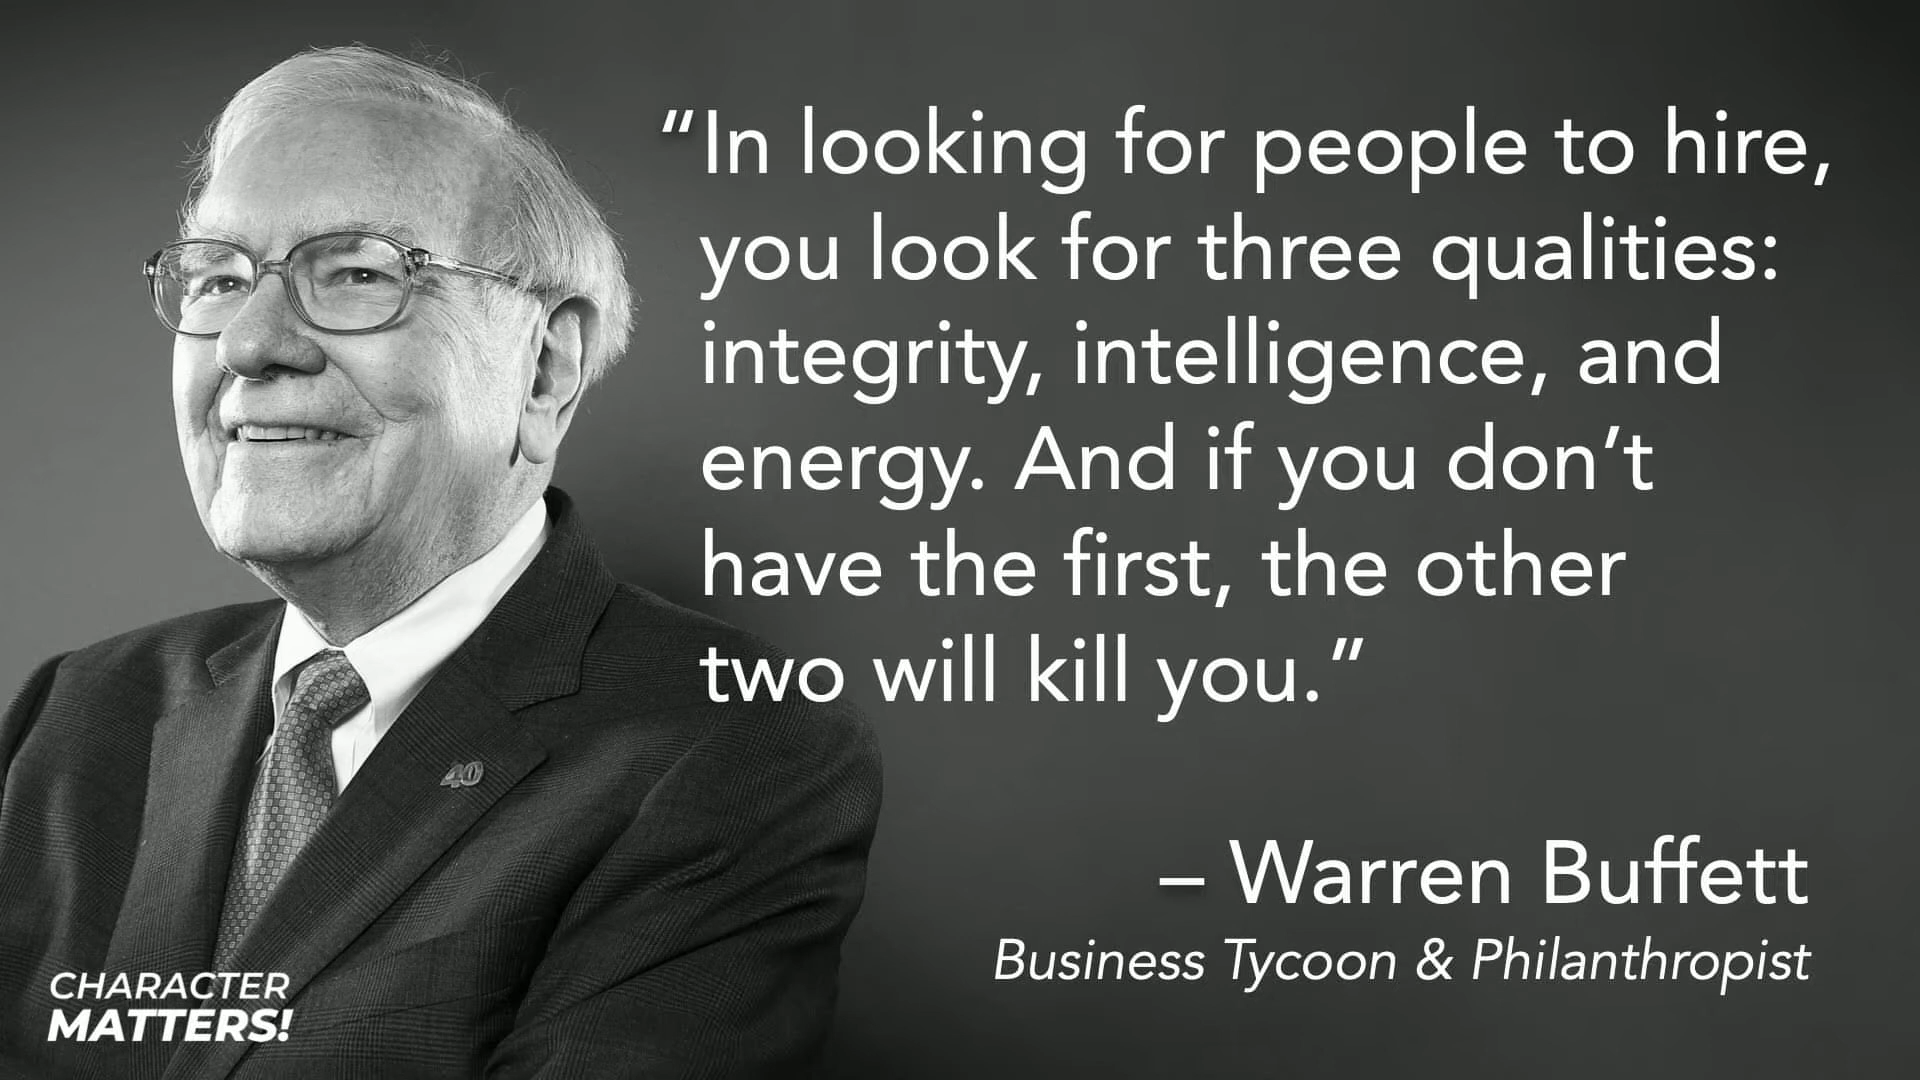 “In looking for people to hire,
you look for three qualities:
integrity, intelligence, and
energy. And if you don’t
have the first, the other
two will kill you.”
– Warren Buffett
Business Tycoon & Philanthropist
40
CHARACTER
MATTERS!